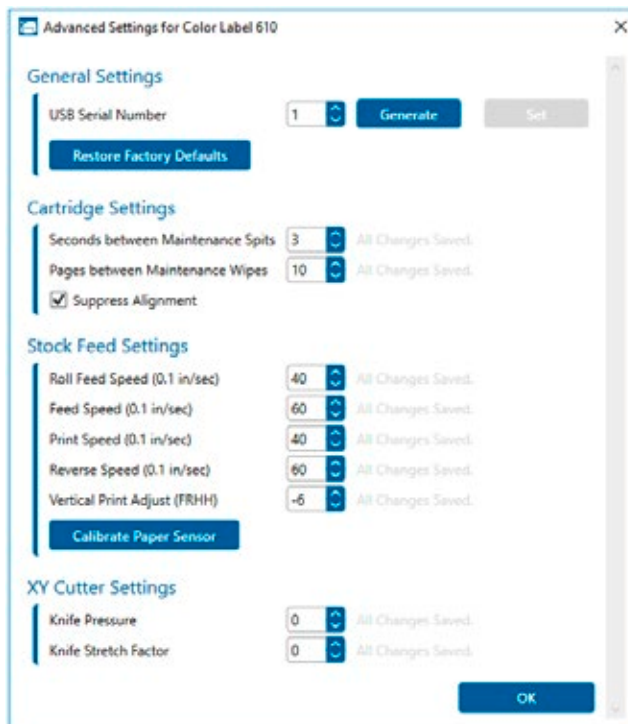 Advanced Settings for Color Label 610
General Settings
USB Serial Number 1 Generate Set
Restore Factory Defaults
Cartridge Settings
Seconds between Maintenance Spits 3 All Changes Saved.
Pages between Maintenance Wipes 10 All Changes Saved.
Suppress Alignment
Stock Feed Settings
Roll Feed Speed (0.1 in/sec) 40 All Changes Saved.
Feed Speed (0.1 in/sec) 60 All Changes Saved.
Print Speed (0.1 in/sec) 40 All Changes Saved.
Reverse Speed (0.1 in/sec) 60 All Changes Saved.
Vertical Print Adjust (FRHH) -6 All Changes Saved.
Calibrate Paper Sensor
XY Cutter Settings
Knife Pressure 0 All Changes Saved.
Knife Stretch Factor 0 All Changes Saved.
OK